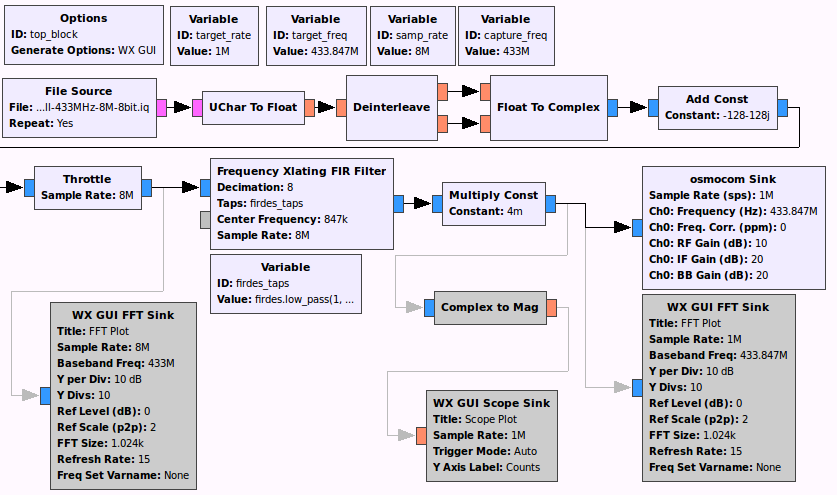 Options
ID: top_block
Generate Options: WX GUI
Variable
ID: target_rate
Value: 1M
Variable
ID: target_freq
Value: 433.847M
Variable
ID: samp_rate
Value: 8M
Variable
ID: capture_freq
Value: 433M
File Source
File: ...ll-433MHz-8M-8bit.iq
Repeat: Yes
UChar To Float
Deinterleave
Float To Complex
Add Const
Constant: -128-128j
Throttle
Sample Rate: 8M
Frequency Xlating FIR Filter
Decimation: 8
Taps: firdes_taps
Center Frequency: 847k
Sample Rate: 8M
Multiply Const
Constant: 4m
osmocom Sink
Sample Rate (sps): 1M
Ch0: Frequency (Hz): 433.847M
Ch0: Freq. Corr. (ppm): 0
Ch0: RF Gain (dB): 10
Ch0: IF Gain (dB): 20
Ch0: BB Gain (dB): 20
Variable
ID: firdes_taps
Value: firdes.low_pass(1, ...
WX GUI FFT Sink
Title: FFT Plot
Sample Rate: 8M
Baseband Freq: 433M
Y per Div: 10 dB
Y Divs: 10
Ref Level (dB): 0
Ref Scale (p2p): 2
FFT Size: 1.024k
Refresh Rate: 15
Freq Set Varname: None
Complex to Mag
WX GUI Scope Sink
Title: Scope Plot
Sample Rate: 1M
Trigger Mode: Auto
Y Axis Label: Counts
WX GUI FFT Sink
Title: FFT Plot
Sample Rate: 1M
Baseband Freq: 433.847M
Y per Div: 10 dB
Y Divs: 10
Ref Level (dB): 0
Ref Scale (p2p): 2
FFT Size: 1.024k
Refresh Rate: 15
Freq Set Varname: None